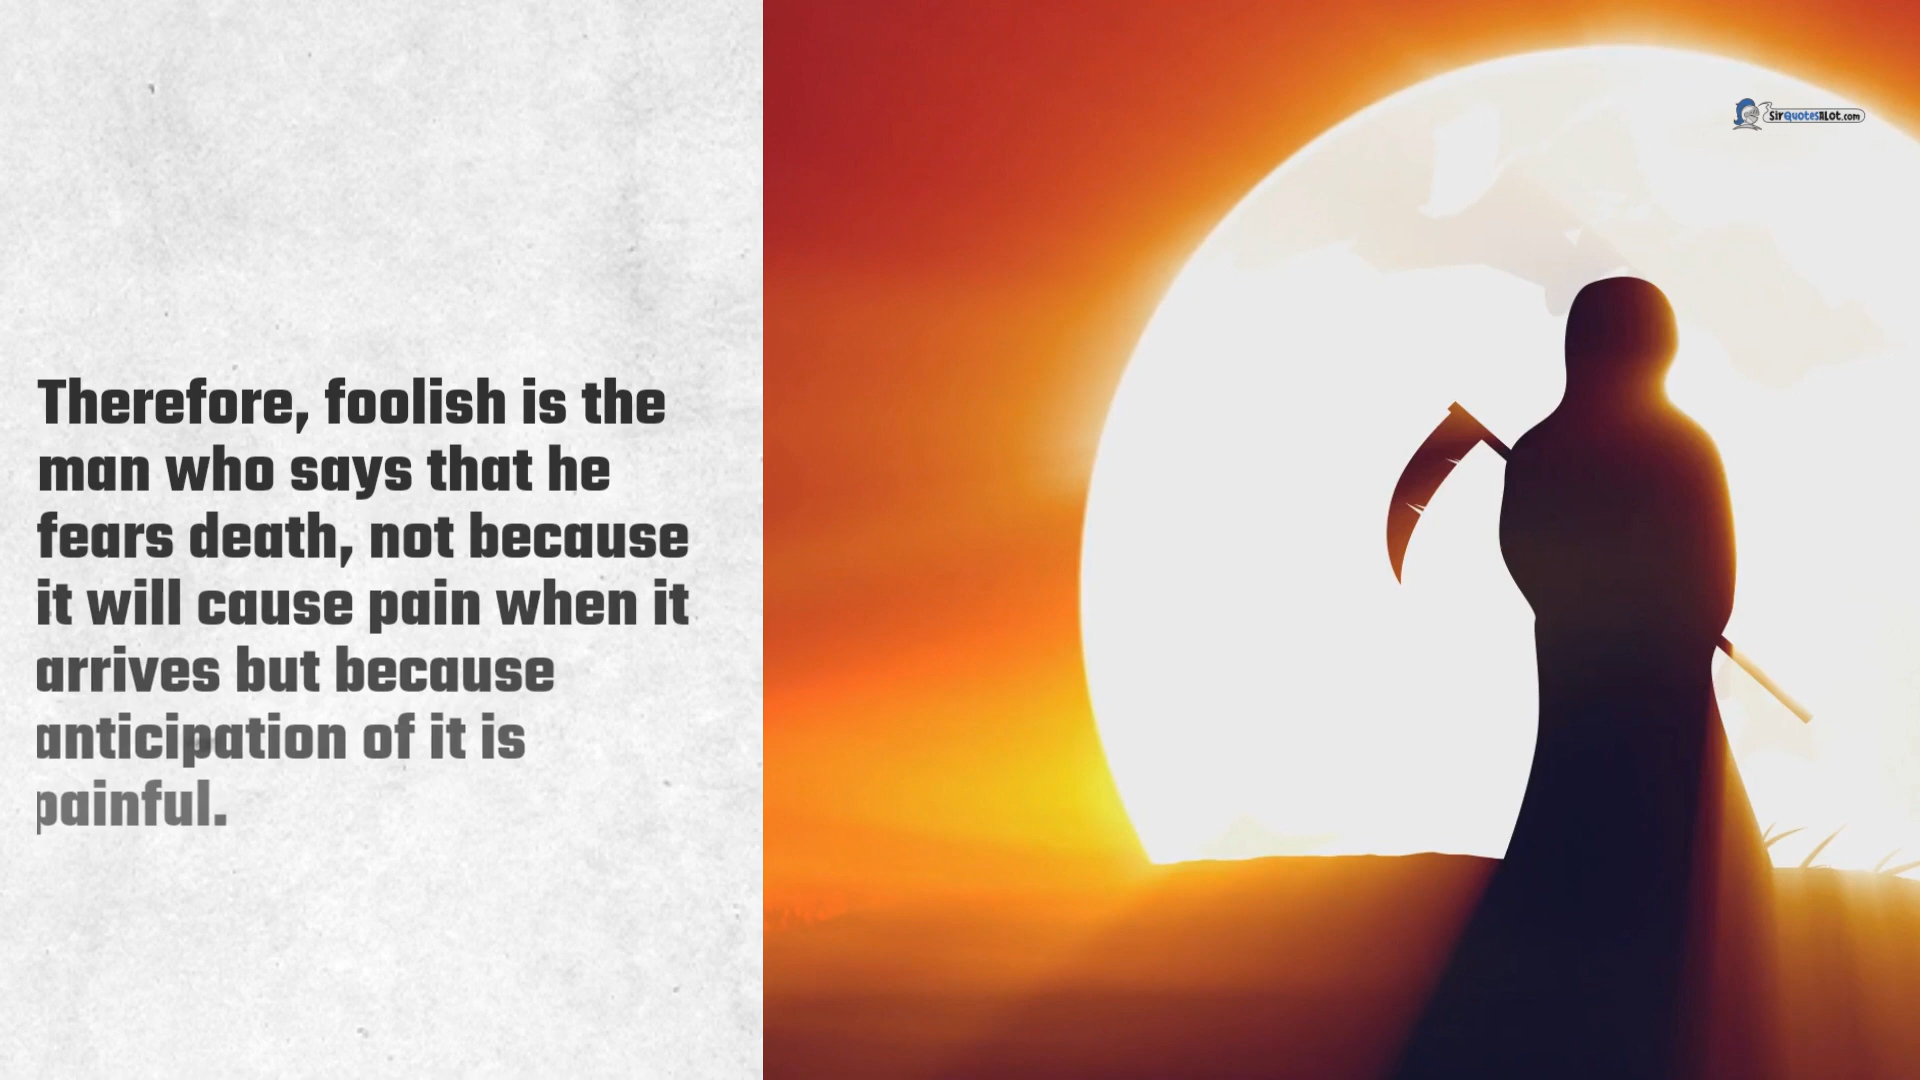 SirQuotesALot.com
Therefore, foolish is the
man who says that he
fears death, not because
it will cause pain when it
arrives but because
anticipation of it is
painful.